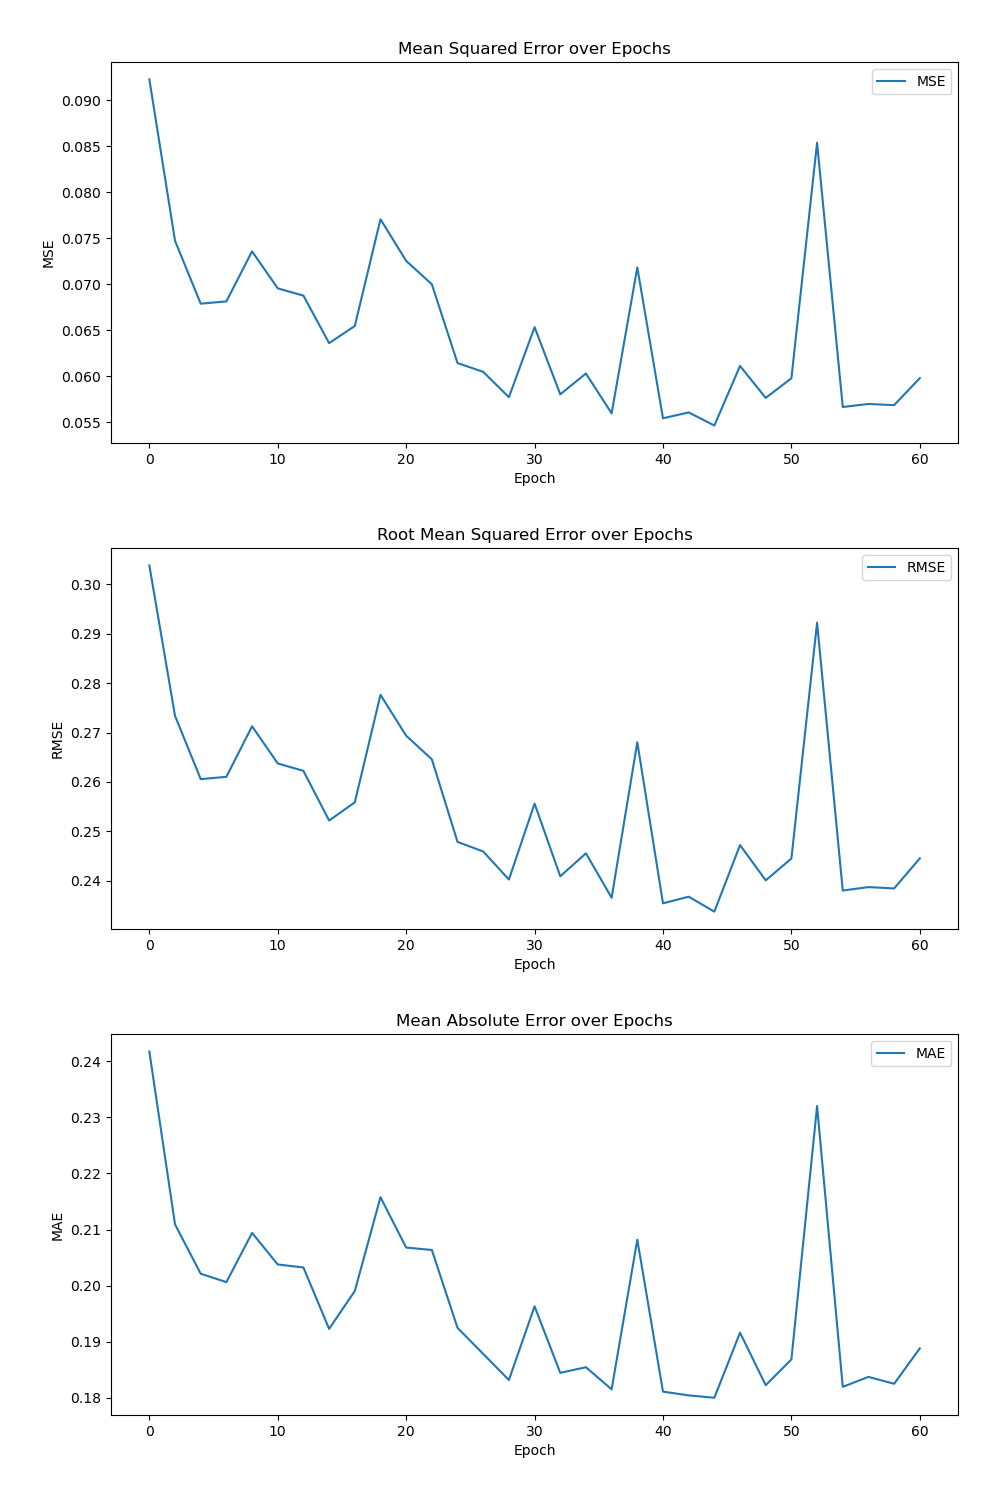 Mean Squared Error over Epochs
MSE
0.090
0.085
0.080
0.075
0.070
0.065
0.060
0.055
MSE
0 10 20 30 40 50 60
Epoch
Root Mean Squared Error over Epochs
RMSE
0.30
0.29
0.28
0.27
0.26
0.25
0.24
RMSE
0 10 20 30 40 50 60
Epoch
Mean Absolute Error over Epochs
MAE
0.24
0.23
0.22
0.21
0.20
0.19
0.18
MAE
0 10 20 30 40 50 60
Epoch